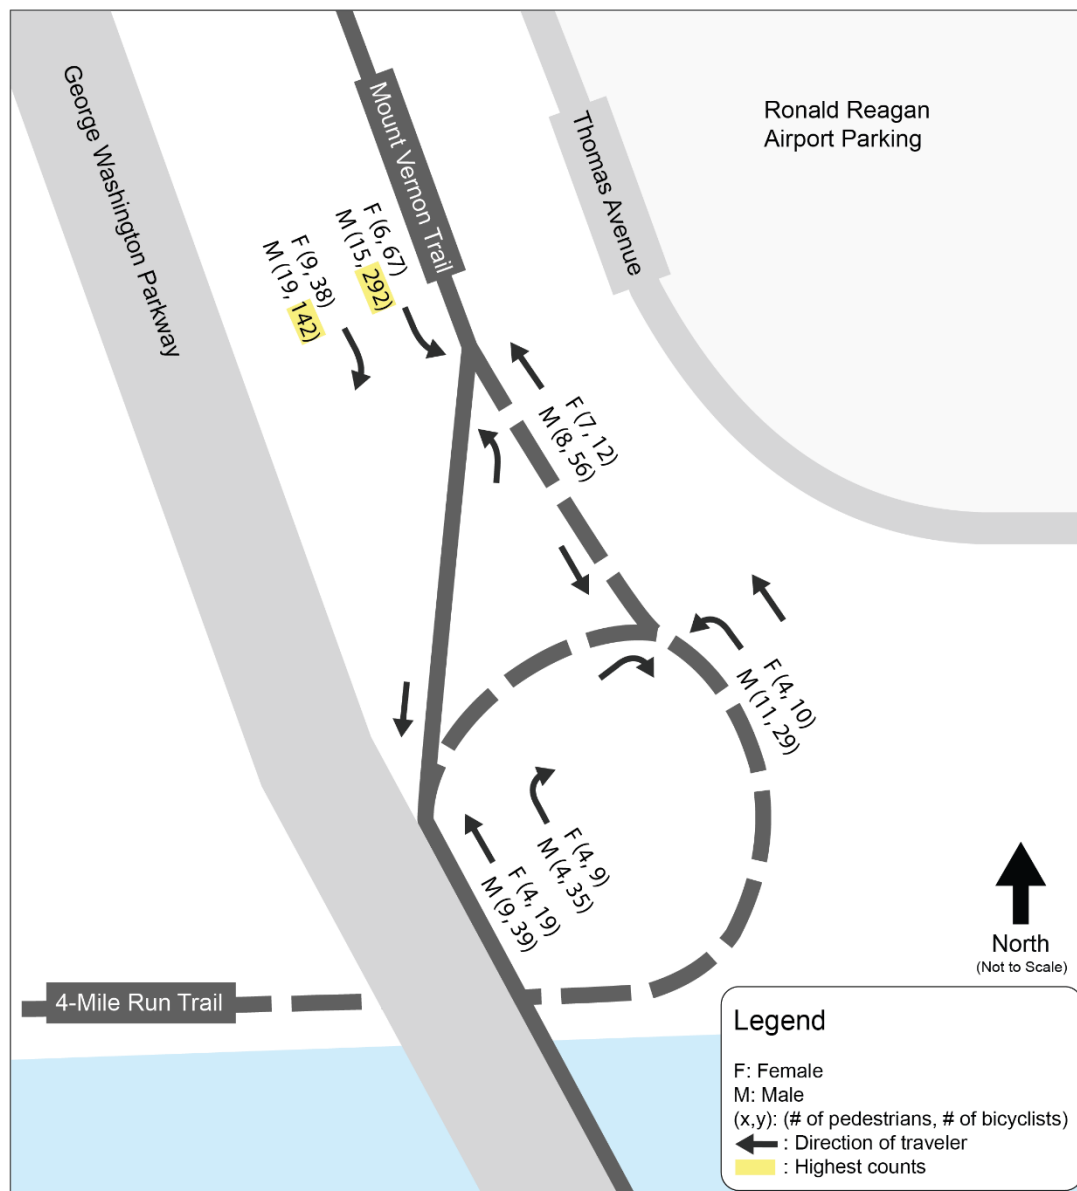 George Washington Parkway
Mount Vernon Trail
Thomas Avenue
Ronald Reagan
Airport Parking
F (6, 67)
M (15, 292)
F (9, 38)
M (19, 142)
F (7, 12)
M (8, 56)
F (4, 10)
M (11, 29)
F (4, 9)
M (4, 35)
F (4, 19)
M (9, 39)
North
(Not to Scale)
4-Mile Run Trail
Legend
F: Female
M: Male
(x,y): (# of pedestrians, # of bicyclists)
: Direction of traveler
: Highest counts